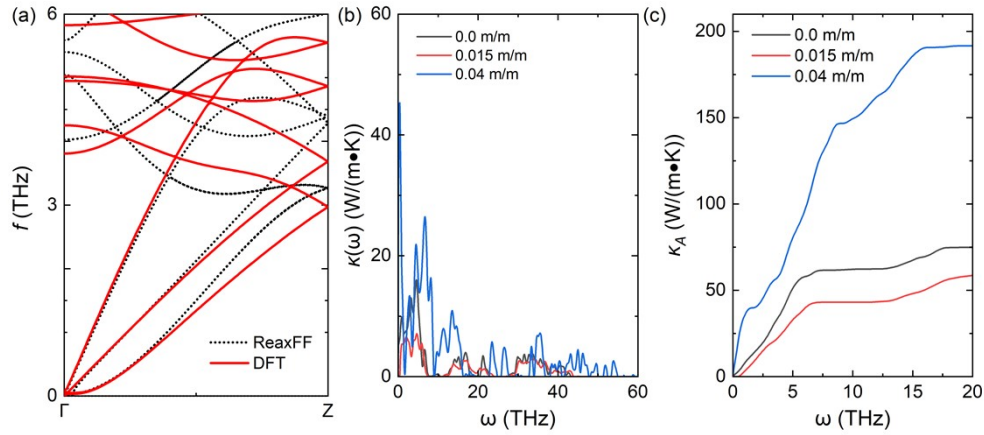 (a)
6
3
0
f (THz)
Γ
Z
ReaxFF
DFT
(b)
60
40
20
0
κ(ω) (W/(m•K))
0.0 m/m
0.015 m/m
0.04 m/m
0 20 40 60
ω (THz)
(c)
200
150
100
50
0
κA (W/(m•K))
0.0 m/m
0.015 m/m
0.04 m/m
0 5 10 15 20
ω (THz)